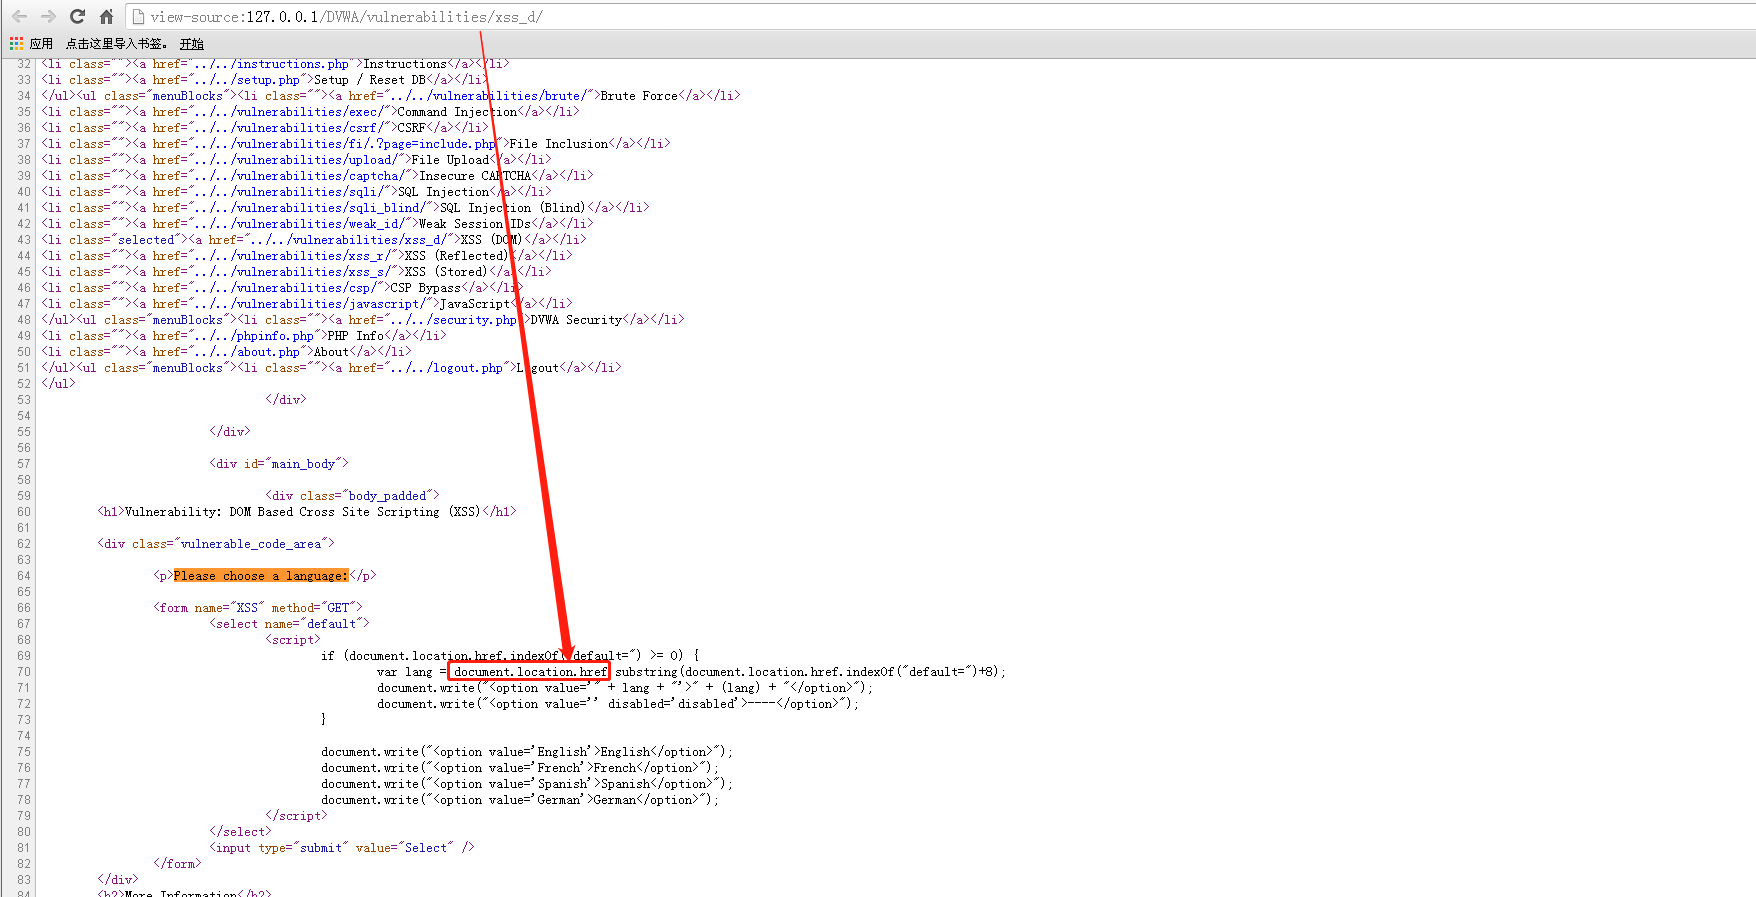 view-source:127.0.0.1/DVWA/vulnerabilities/xss_d/
应用 点击这里导入书签。 开始
32 <li class=""><a href="../../instructions.php">Instructions</a></li>
33 <li class=""><a href="../../setup.php">Setup / Reset DB</a></li>
34 </ul><ul class="menuBlocks"><li class=""><a href="../../vulnerabilities/brute/">Brute Force</a></li>
35 <li class=""><a href="../../vulnerabilities/exec/">Command Injection</a></li>
36 <li class=""><a href="../../vulnerabilities/csrf/">CSRF</a></li>
37 <li class=""><a href="../../vulnerabilities/fi/.?page=include.php">File Inclusion</a></li>
38 <li class=""><a href="../../vulnerabilities/upload/">File Upload</a></li>
39 <li class=""><a href="../../vulnerabilities/captcha/">Insecure CAPTCHA</a></li>
40 <li class=""><a href="../../vulnerabilities/sqli/">SQL Injection</a></li>
41 <li class=""><a href="../../vulnerabilities/sqli_blind/">SQL Injection (Blind)</a></li>
42 <li class=""><a href="../../vulnerabilities/weak_id/">Weak Session IDs</a></li>
43 <li class="selected"><a href="../../vulnerabilities/xss_d/">XSS (DOM)</a></li>
44 <li class=""><a href="../../vulnerabilities/xss_r/">XSS (Reflected)</a></li>
45 <li class=""><a href="../../vulnerabilities/xss_s/">XSS (Stored)</a></li>
46 <li class=""><a href="../../vulnerabilities/csp/">CSP Bypass</a></li>
47 <li class=""><a href="../../vulnerabilities/javascript/">JavaScript</a></li>
48 </ul><ul class="menuBlocks"><li class=""><a href="../../security.php">DVWA Security</a></li>
49 <li class=""><a href="../../phpinfo.php">PHP Info</a></li>
50 <li class=""><a href="../../about.php">About</a></li>
51 </ul><ul class="menuBlocks"><li class=""><a href="../../logout.php">Logout</a></li>
52 </ul>
53 </div>
54
55 </div>
56
57 <div id="main_body">
58
59 <div class="body_padded">
60 <h1>Vulnerability: DOM Based Cross Site Scripting (XSS)</h1>
61
62 <div class="vulnerable_code_area">
63
64 <p>Please choose a language:</p>
65
66 <form name="XSS" method="GET">
67 <select name="default">
68 <script>
69 if (document.location.href.indexOf("default=") >= 0) {
70 var lang = document.location.href.substring(document.location.href.indexOf("default=")+8);
71 document.write("<option value='" + lang + "'>" + (lang) + "</option>");
72 document.write("<option value='' disabled='disabled'>----</option>");
73 }
74
75 document.write("<option value='English'>English</option>");
76 document.write("<option value='French'>French</option>");
77 document.write("<option value='Spanish'>Spanish</option>");
78 document.write("<option value='German'>German</option>");
79 </script>
80 </select>
81 <input type="submit" value="Select" />
82 </form>
83 </div>
84 <h2>More Information</h2>